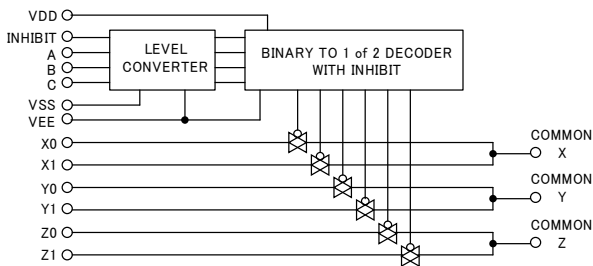 VDD
INHIBIT
A
B
C
VSS
VEE
LEVEL
CONVERTER
BINARY TO 1 of 2 DECODER
WITH INHIBIT
X0
X1
Y0
Y1
Z0
Z1
COMMON
X
COMMON
Y
COMMON
Z